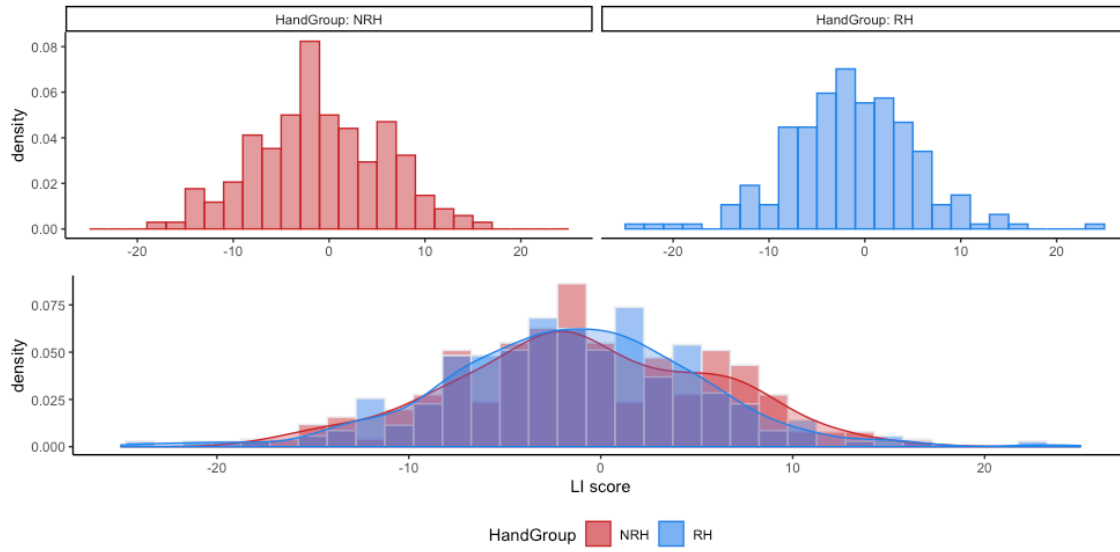 HandGroup: NRH
HandGroup: RH
density
0.08
0.06
0.04
0.02
0.00
-20 -10 0 10 20
-20 -10 0 10 20
density
0.075
0.050
0.025
0.000
-20 -10 0 10 20
LI score
HandGroup NRH RH